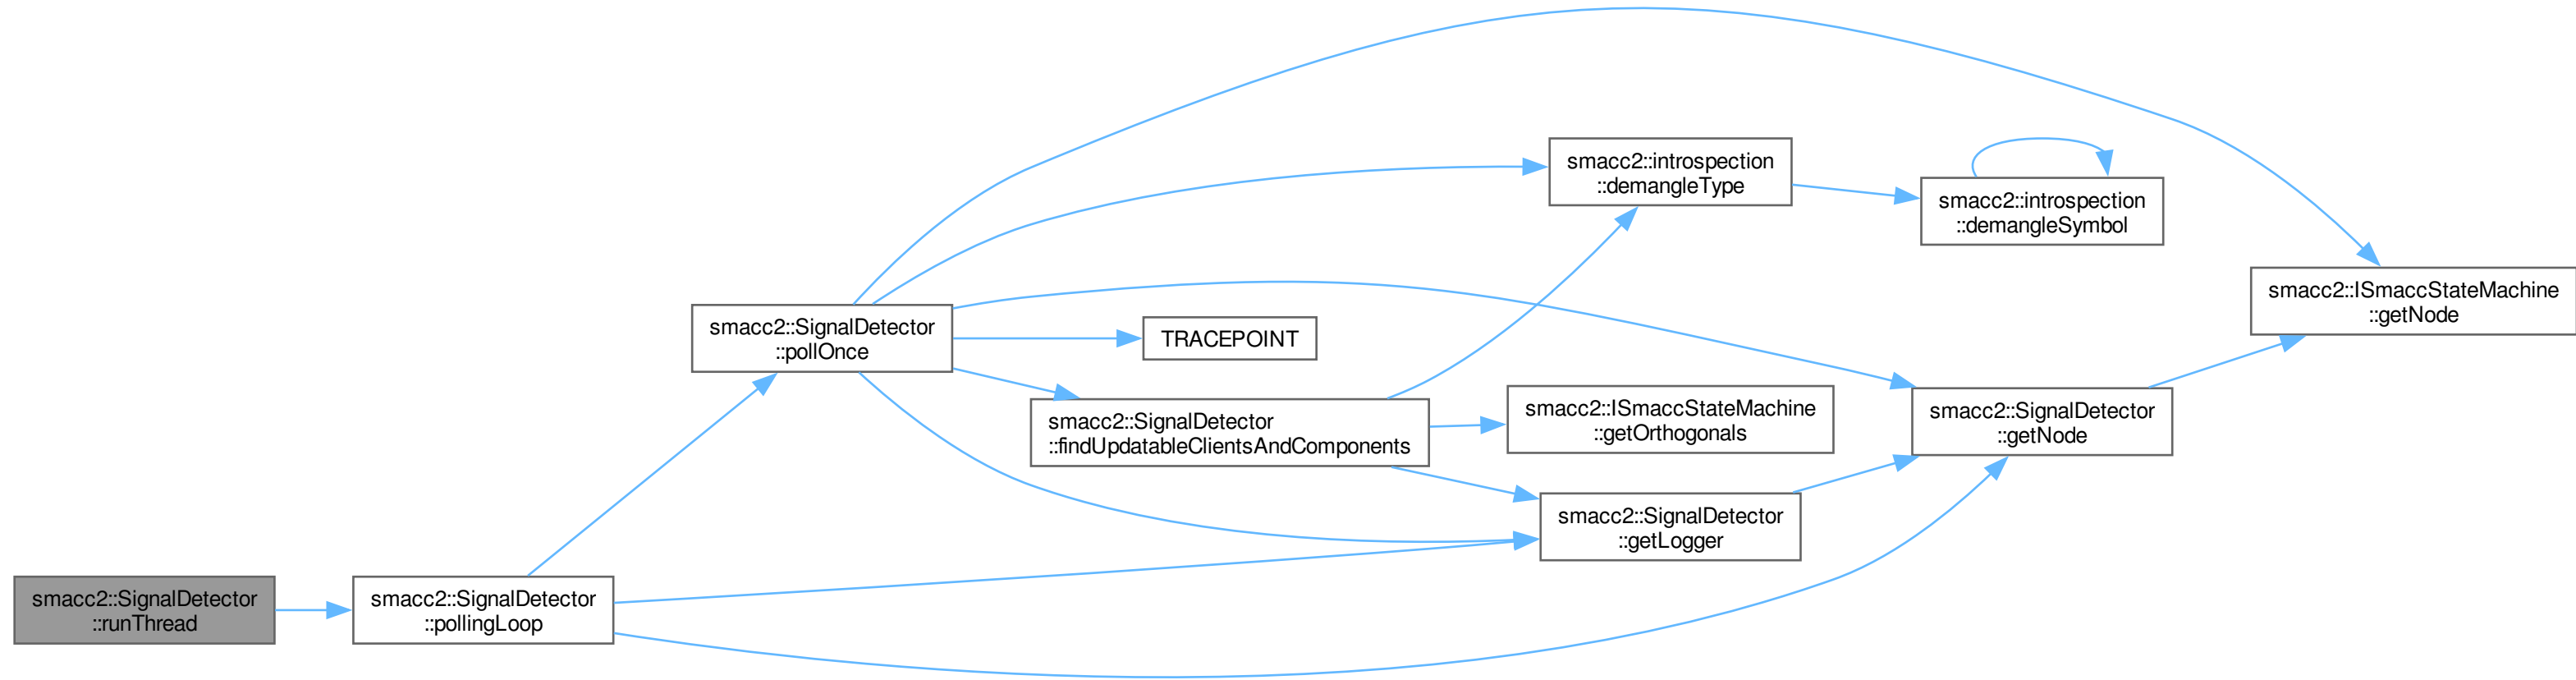 smacc2::SignalDetector
::runThread
smacc2::SignalDetector
::pollingLoop
smacc2::SignalDetector
::pollOnce
TRACEPOINT
smacc2::SignalDetector
::findUpdatableClientsAndComponents
smacc2::introspection
::demangleType
smacc2::ISmaccStateMachine
::getOrthogonals
smacc2::SignalDetector
::getLogger
smacc2::introspection
::demangleSymbol
smacc2::SignalDetector
::getNode
smacc2::ISmaccStateMachine
::getNode